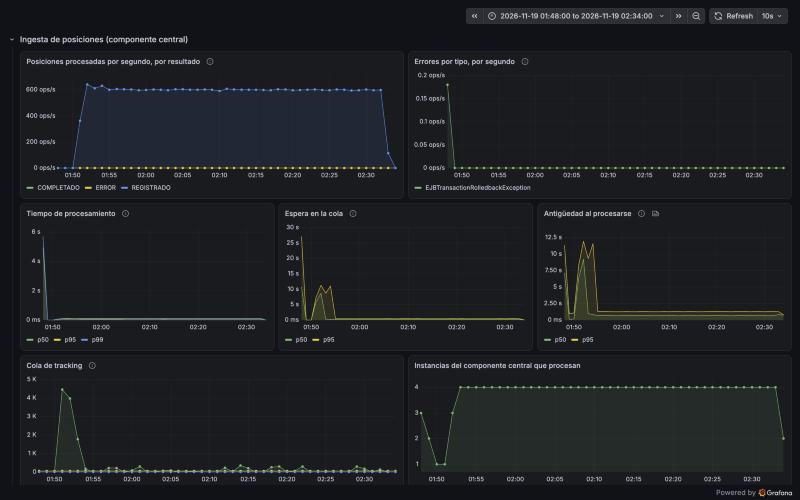 2026-11-19 01:48:00 to 2026-11-19 02:34:00 Refresh 10s
Ingesta de posiciones (componente central)
Posiciones procesadas por segundo, por resultado
600 ops/s
400 ops/s
200 ops/s
0 ops/s
01:50 01:55 02:00 02:05 02:10 02:15 02:20 02:25 02:30
COMPLETADO ERROR REGISTRADO
Errores por tipo, por segundo
0.2 ops/s
0.15 ops/s
0.1 ops/s
0.05 ops/s
0 ops/s
01:50 01:55 02:00 02:05 02:10 02:15 02:20 02:25 02:30
EJBTransactionRolledbackException
Tiempo de procesamiento
6 s
4 s
2 s
0 ms
01:50 02:00 02:10 02:20 02:30
p50 p95 p99
Espera en la cola
30 s
25 s
20 s
15 s
10 s
5 s
0 ms
01:50 02:00 02:10 02:20 02:30
p50 p95
Antigüedad al procesarse
12.5 s
10 s
7.50 s
5 s
2.50 s
0 ms
01:50 02:00 02:10 02:20 02:30
p50 p95
Cola de tracking
5 K
4 K
3 K
2 K
1 K
0
01:50 01:55 02:00 02:05 02:10 02:15 02:20 02:25 02:30
Instancias del componente central que procesan
4
3
2
1
01:50 01:55 02:00 02:05 02:10 02:15 02:20 02:25 02:30
Powered by Grafana